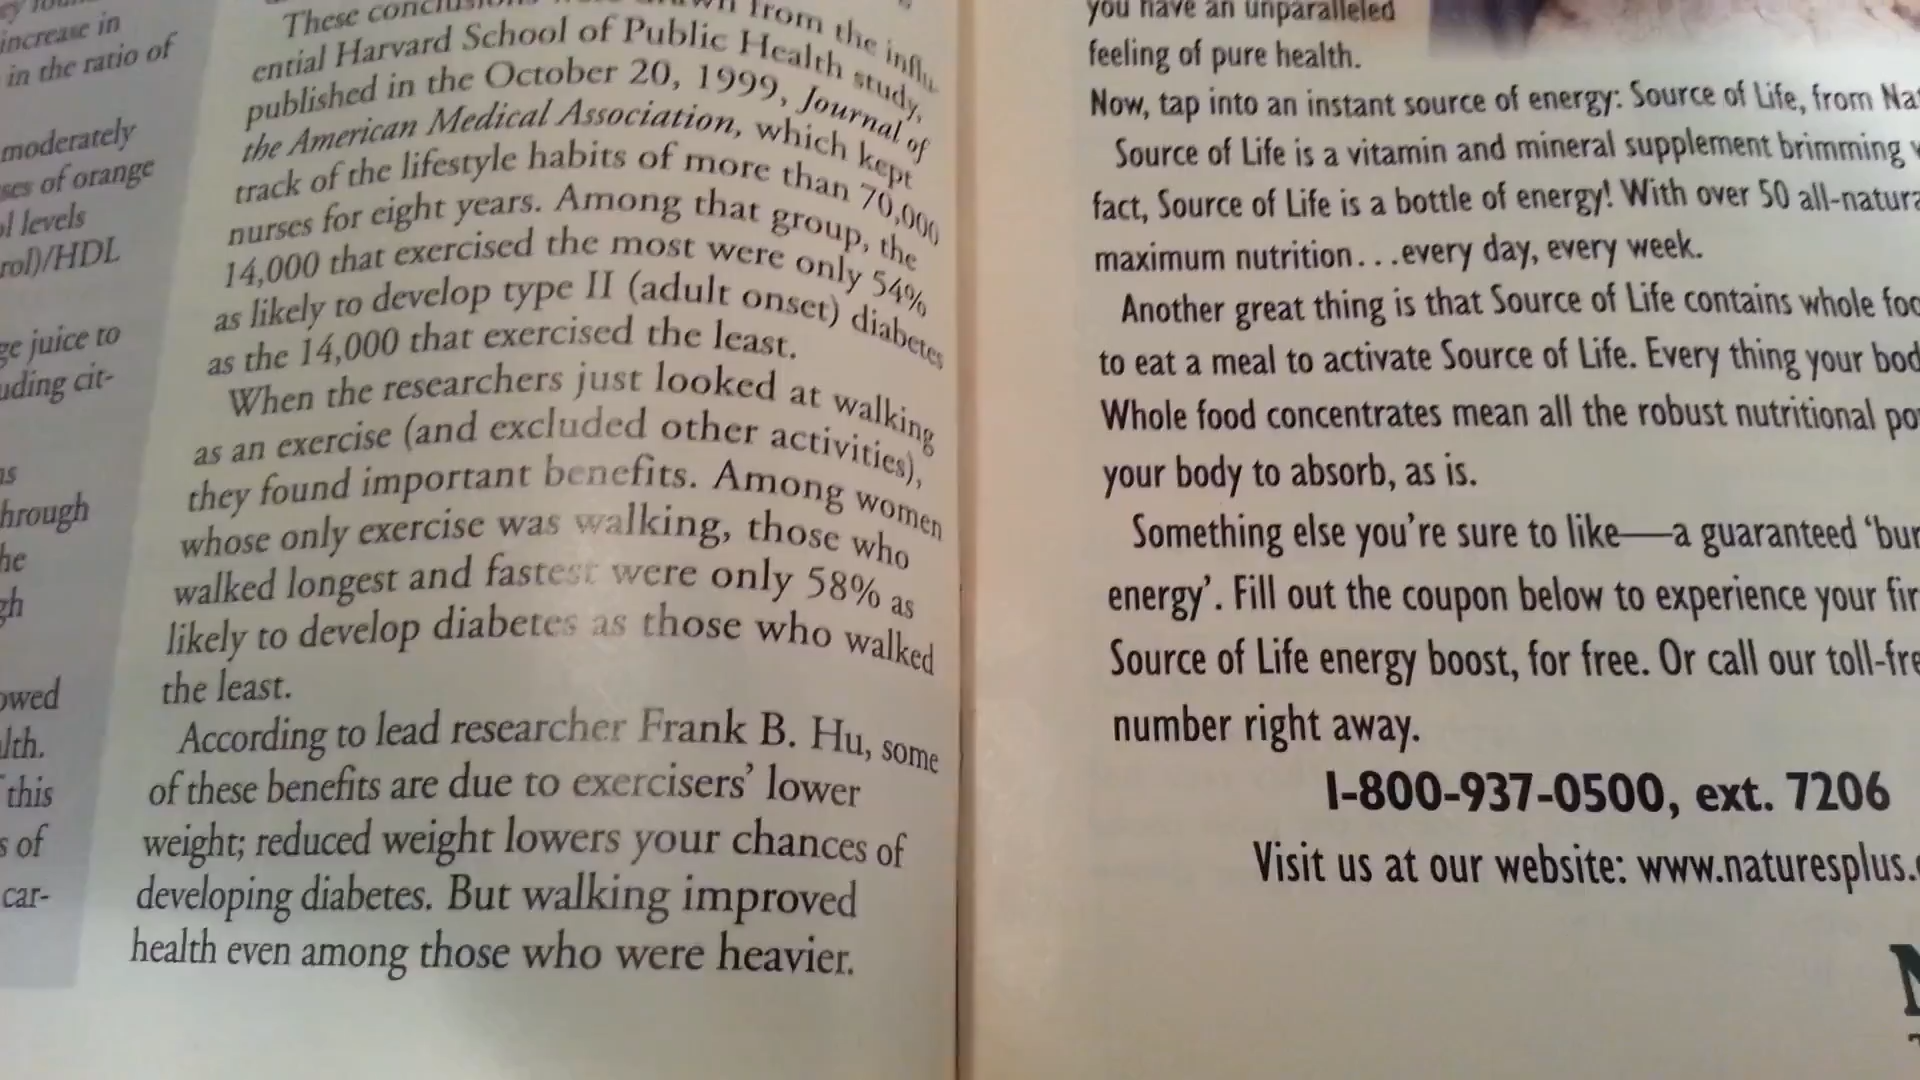 increase in
in the ratio of
moderately
of orange
levels
/HDL
juice to
cit-
he
this
of
car-
These from the influ-
ential Harvard School of Public Health study,
published in the October 20, 1999, Journal of
the American Medical Association, which kept
track of the lifestyle habits of more than 70,000
nurses for eight years. Among that group, the
14,000 that exercised the most were only 54%
as likely to develop type II (adult onset) diabetes
as the 14,000 that exercised the least.
When the researchers just looked at walking
as an exercise (and excluded other activities),
they found important benefits. Among women
whose only exercise was walking, those who
walked longest and fastest were only 58% as
likely to develop diabetes as those who walked
the least.
According to lead researcher Frank B. Hu, some
of these benefits are due to exercisers' lower
weight; reduced weight lowers your chances of
developing diabetes. But walking improved
health even among those who were heavier.
you have an unparalleled
feeling of pure health.
Now, tap into an instant source of energy: Source of Life, from
Source of Life is a vitamin and mineral supplement brimming
fact, Source of Life is a bottle of energy! With over 50
maximum nutrition...every day, every week.
Another great thing is that Source of Life contains whole
to eat a meal to activate Source of Life. Every thing your
Whole food concentrates mean all the robust nutritional
your body to absorb, as is.
Something else you're sure to like—a guaranteed
energy'. Fill out the coupon below to experience your
Source of Life energy boost, for free. Or call our
number right away.
1-800-937-0500, ext. 7206
Visit us at our website: www.naturesplus.